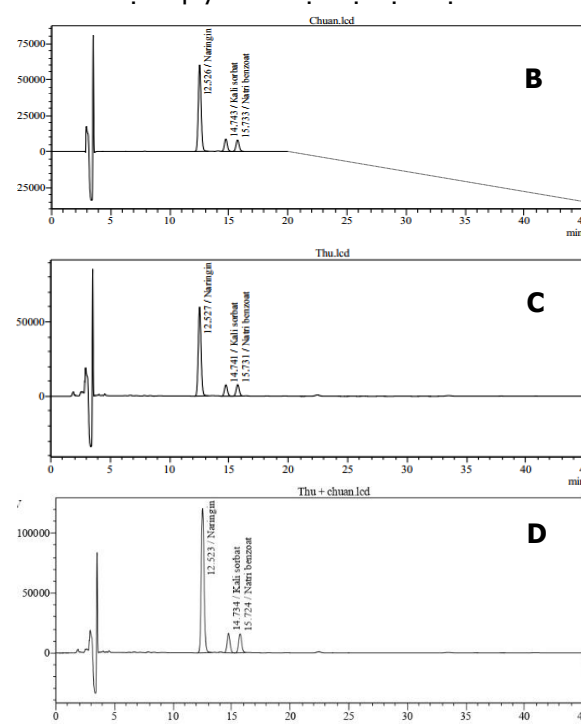 Chuan.lcd
B
75000
50000
25000
0
25000
12.526 / Naringin
14.743 / Kali sorbat
15.733 / Natri benzoat
0 5 10 15 20 25 30 35 40 45
min
Thu.lcd
C
50000
0
12.527 / Naringin
14.741 / Kali sorbat
15.731 / Natri benzoat
0 5 10 15 20 25 30 35 40 45
min
Thu + chuan.lcd
D
100000
50000
0
12.523 / Naringin
14.734 / Kali sorbat
15.724 / Natri benzoat
0 5 10 15 20 25 30 35 40 45